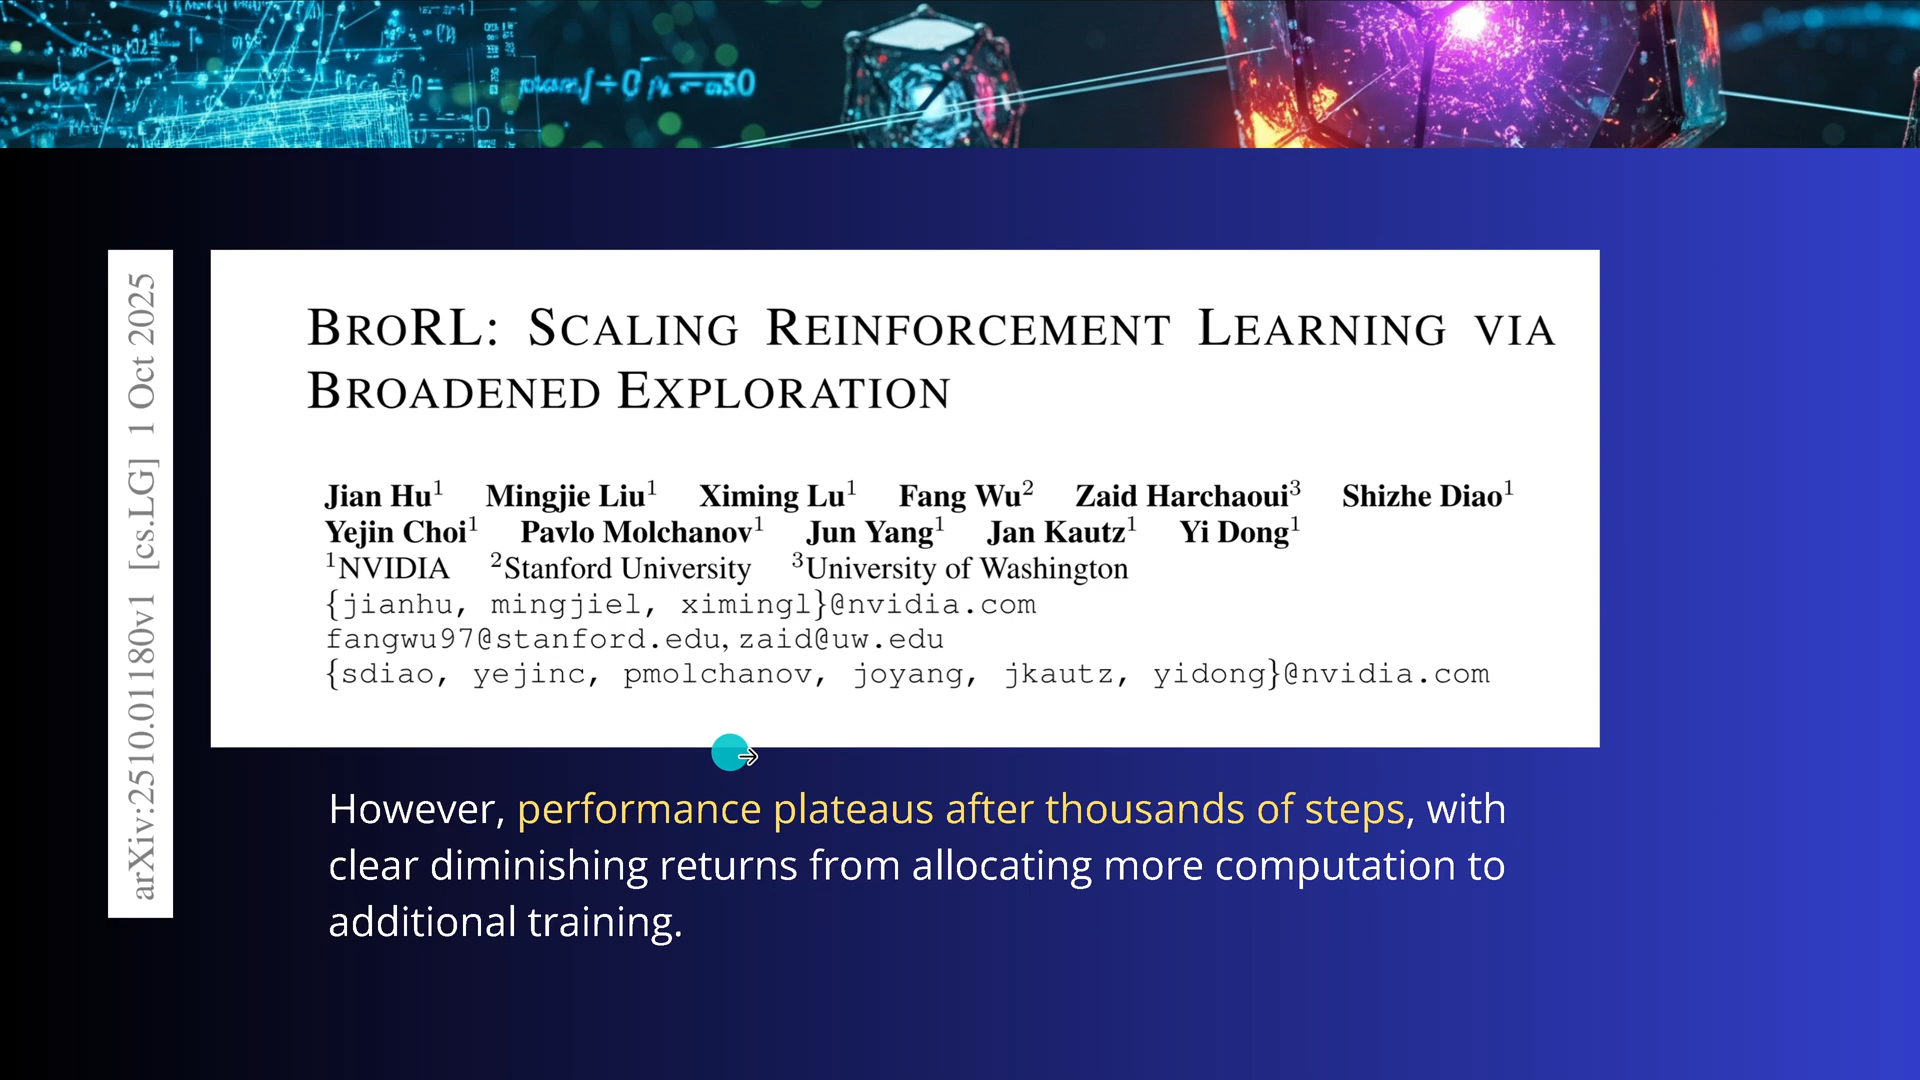 arXiv:2510.01180v1 [cs.LG] 1 Oct 2025
BroRL: Scaling Reinforcement Learning via
Broadened Exploration
Jian Hu¹ Mingjie Liu¹ Ximing Lu¹ Fang Wu² Zaid Harchaoui³ Shizhe Diao¹
Yejin Choi¹ Pavlo Molchanov¹ Jun Yang¹ Jan Kautz¹ Yi Dong¹
¹NVIDIA ²Stanford University ³University of Washington
{jianhu, mingjiel, ximingl}@nvidia.com
fangwu97@stanford.edu, zaid@uw.edu
{sdiao, yejinc, pmolchanov, joyang, jkautz, yidong}@nvidia.com
However, performance plateaus after thousands of steps, with
clear diminishing returns from allocating more computation to
additional training.